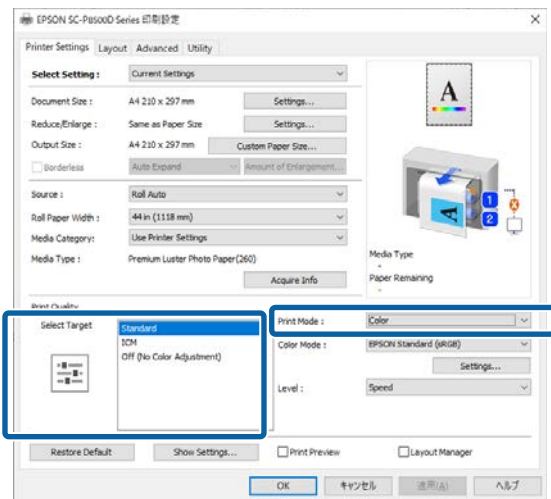 EPSON SC-P8500D Series 印刷設定
Printer Settings Layout Advanced Utility
Select Setting : Current Settings
Document Size : A4 210 x 297 mm Settings...
Reduce/Enlarge : Same as Paper Size Settings...
Output Size : A4 210 x 297 mm Custom Paper Size...
Borderless Auto Expand Amount of Enlargement...
Source : Roll Auto
Roll Paper Width : 44 in (1118 mm)
Media Category: Use Printer Settings
Media Type : Premium Luster Photo Paper(260)
Acquire Info
A
A
1
2
Media Type
-
Paper Remaining
-
Print Quality
Select Target
Standard
ICM
Off (No Color Adjustment)
Print Mode : Color
Color Mode : EPSON Standard (sRGB)
Settings...
Level : Speed
Restore Default Show Settings... Print Preview Layout Manager
OK キャンセル 適用(A) ヘルプ